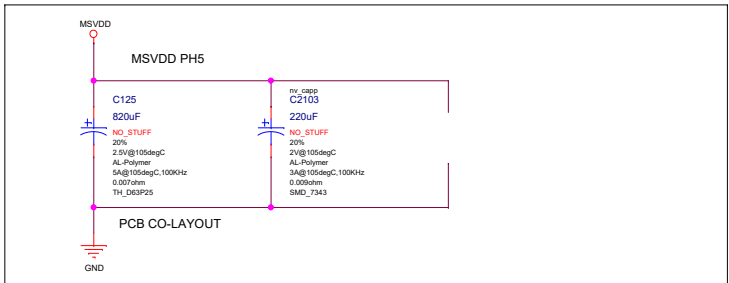 MSVDD
MSVDD PH5
C125
820uF
NO_STUFF
20%
2.5V@105degC
AL-Polymer
5A@105degC,100KHz
0.007ohm
TH_D63P25
nv_capp
C2103
220uF
NO_STUFF
20%
2V@105degC
AL-Polymer
3A@105degC,100KHz
0.009ohm
SMD_7343
PCB CO-LAYOUT
GND